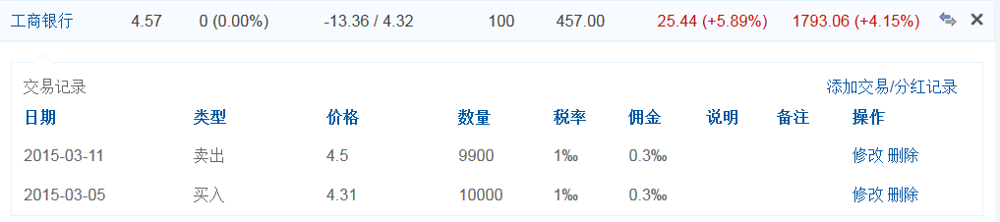 工商银行 4.57 0 (0.00%) -13.36 / 4.32 100 457.00 25.44 (+5.89%) 1793.06 (+4.15%)
交易记录 添加交易/分红记录
日期 类型 价格 数量 税率 佣金 说明 备注 操作
2015-03-11 卖出 4.5 9900 1‰ 0.3‰ 修改 删除
2015-03-05 买入 4.31 10000 1‰ 0.3‰ 修改 删除